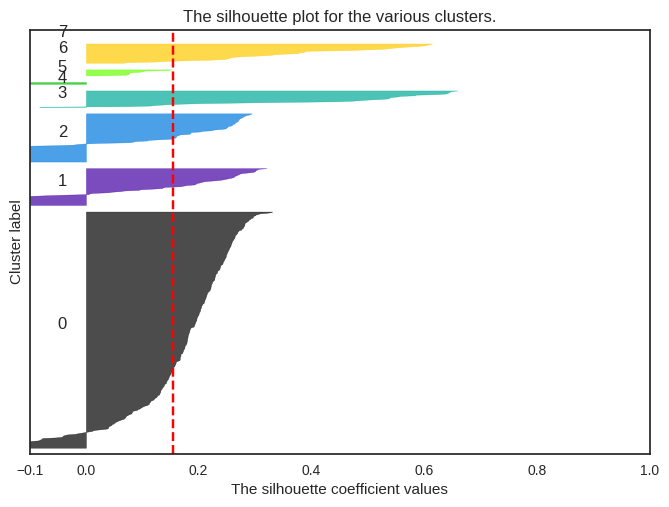 The silhouette plot for the various clusters.
7
6
5
4
3
2
1
0
Cluster label
−0.1 0.0 0.2 0.4 0.6 0.8 1.0
The silhouette coefficient values